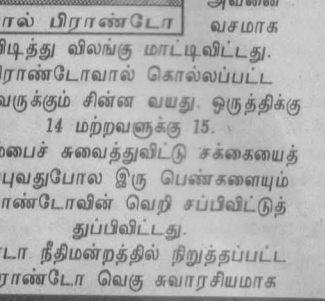 அவனை
ால் பிராண்டோ வசமாக
பிடித்து விலங்கு மாட்டிவிட்டது.
பிராண்டோவால் கொல்லப்பட்ட
வருக்கும் சின்ன வயது. ஒருத்திக்கு
14 மற்றவளுக்கு 15.
ம்பைச் சுவைத்துவிட்டு சக்கையைத்
புவதுபோல இரு பெண்களையும்
ாண்டோவின் வெறி சப்பிவிட்டுத்
துப்பிவிட்டது.
டா நீதிமன்றத்தில் நிறுத்தப்பட்ட
ராண்டோ வெகு சுவாரசியமாக